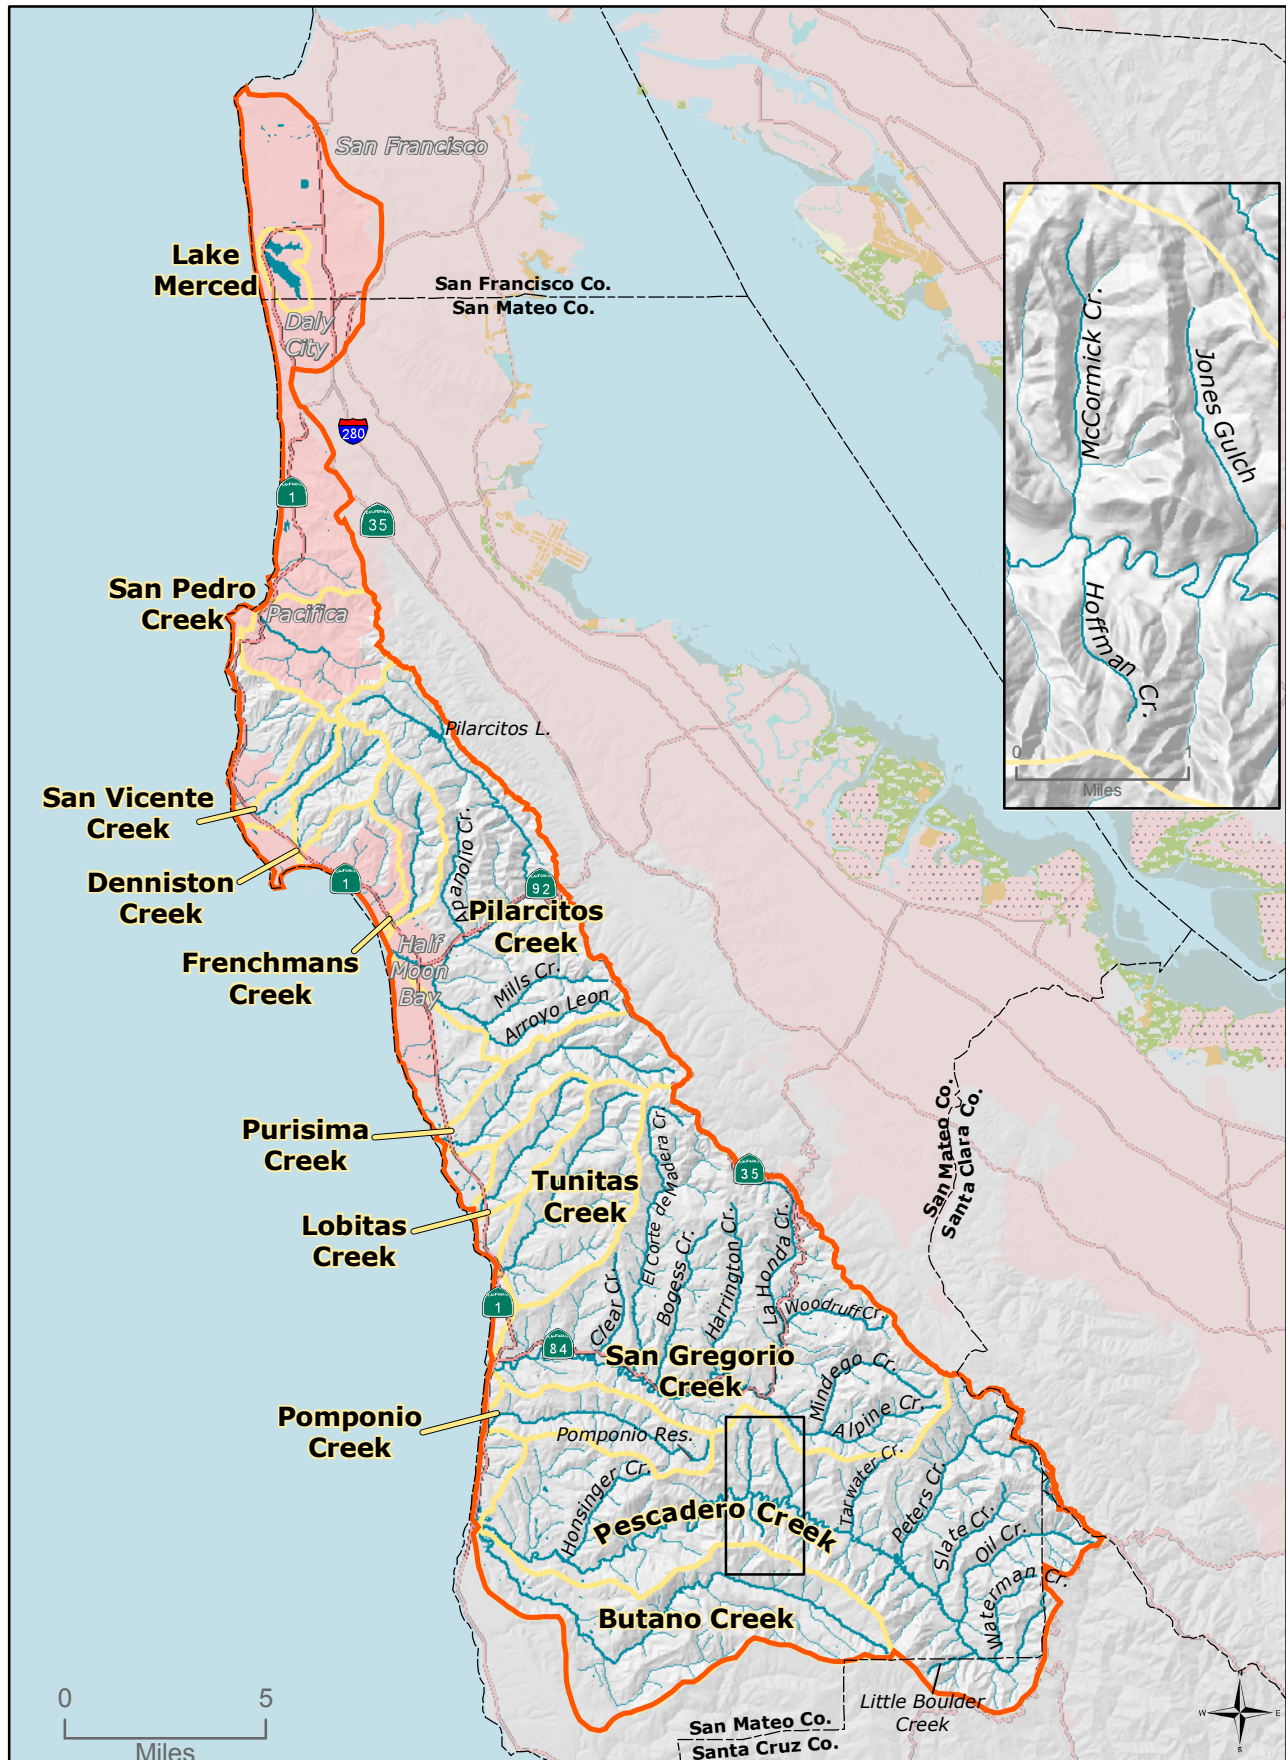 San Francisco
Lake
Merced
San Francisco Co.
San Mateo Co.
Daly
City
280
1
35
McCormick Cr.
Jones Gulch
Hoffman Cr.
0 1
Miles
San Pedro
Creek
Pacifica
Pilarcitos L.
San Vicente
Creek
Apanolio Cr.
Denniston
Creek
1
92
Pilarcitos
Creek
Frenchmans
Creek
Half
Moon
Bay
Mills Cr.
Arroyo Leon
Purisima
Creek
San Mateo Co.
Santa Clara Co.
El Corte de Madera Cr.
35
Tunitas
Creek
Lobitas
Creek
Clear Cr.
Bogess Cr.
Harrington Cr.
La Honda Cr.
Woodruff Cr.
1
84
San Gregorio
Creek
Mindego Cr.
Alpine Cr.
Pomponio
Creek
Pomponio Res.
Honsinger Cr.
Tarwater Cr.
Peters Cr.
Pescadero Creek
Slate Cr.
Oil Cr.
Waterman Cr.
Butano Creek
Little Boulder
Creek
San Mateo Co.
Santa Cruz Co.
0 5
Miles
N
W E
S